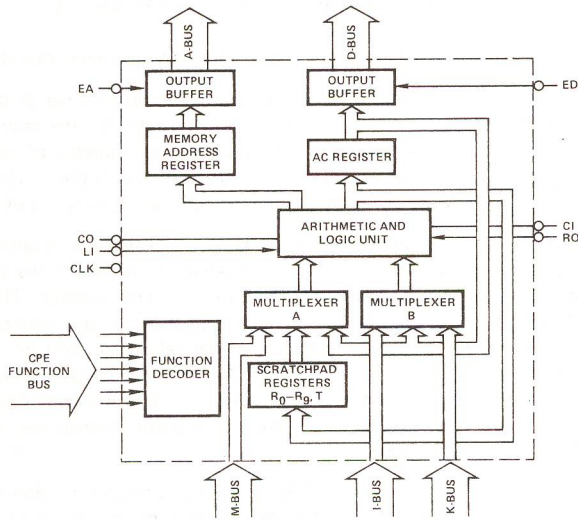 A-BUS
D-BUS
OUTPUT
BUFFER
OUTPUT
BUFFER
EA
ED
MEMORY
ADDRESS
REGISTER
AC REGISTER
ARITHMETIC AND
LOGIC UNIT
CO
LI
CLK
CI
RO
MULTIPLEXER
A
MULTIPLEXER
B
CPE
FUNCTION
BUS
FUNCTION
DECODER
SCRATCHPAD
REGISTERS
R₀–R₉, T
M-BUS
I-BUS
K-BUS